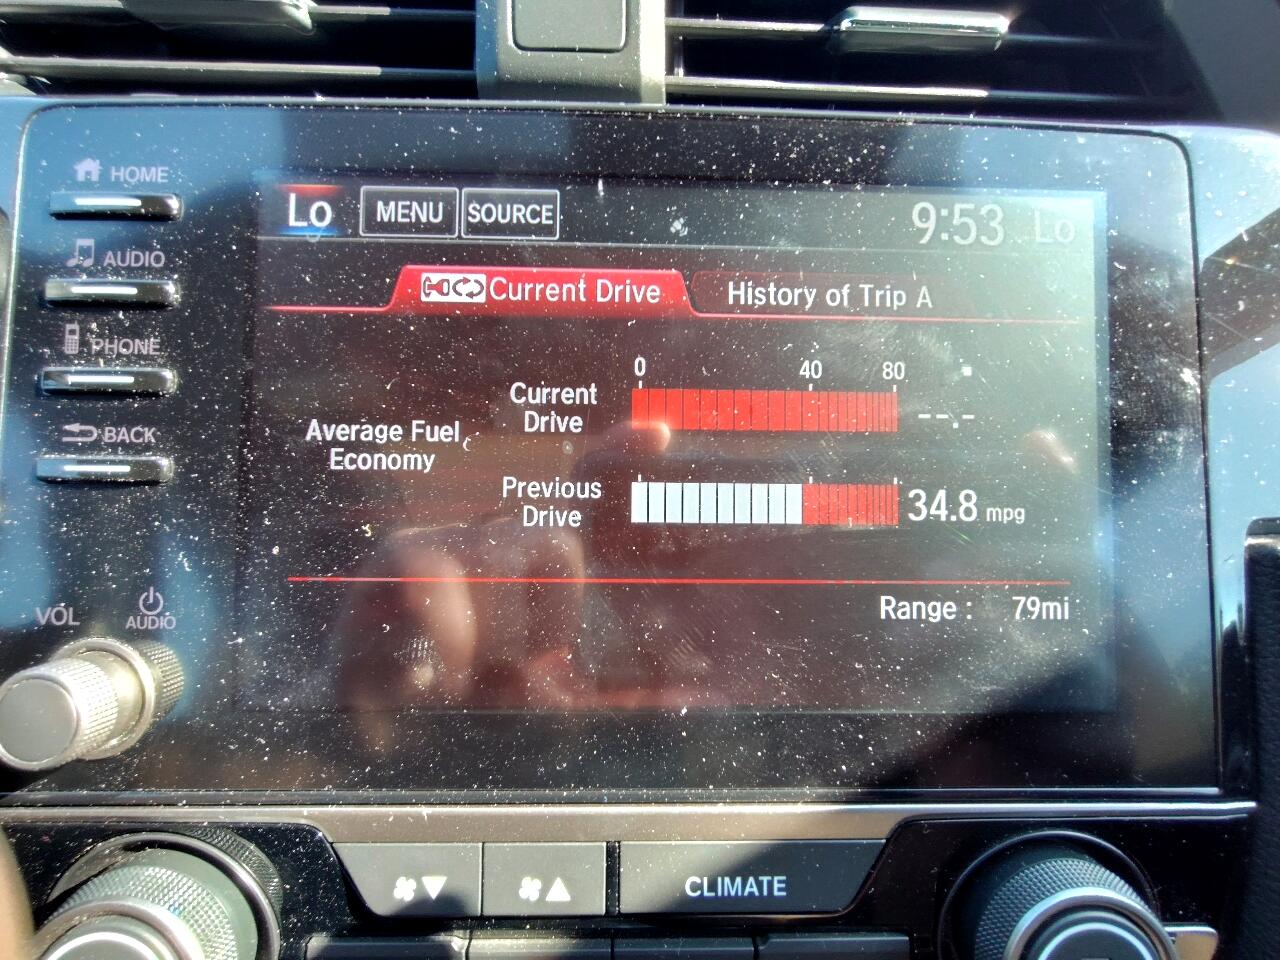 HOME
AUDIO
PHONE
BACK
VOL
AUDIO
Lo MENU SOURCE 9:53 Lo
Current Drive History of Trip A
0 40 80
Current
Drive --.-
Average Fuel
Economy
Previous
Drive 34.8 mpg
Range : 79mi
CLIMATE